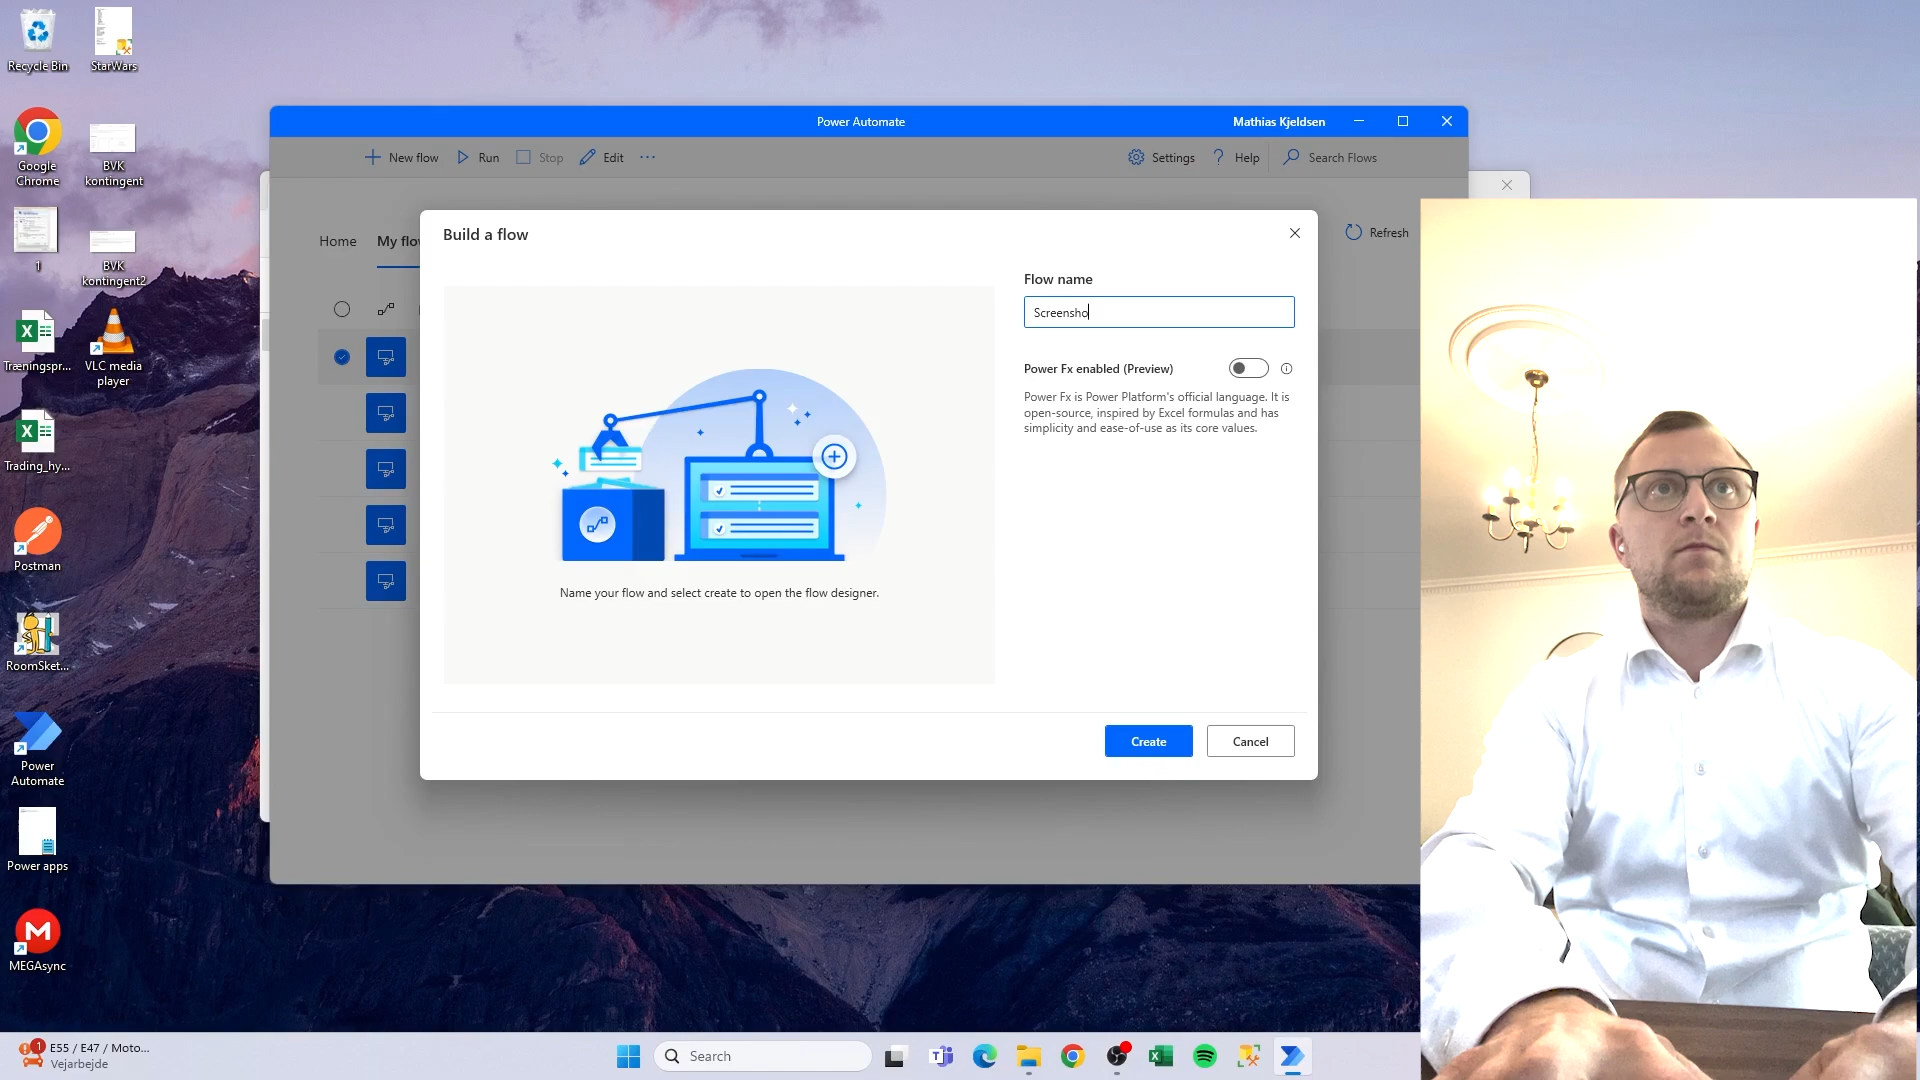 Recycle Bin
StarWars
Google
Chrome
BVK
kontingent
1
BVK
kontingent2
Træningspr...
VLC media
player
Trading_hy...
Postman
RoomSket...
Power
Automate
Power apps
MEGAsync
Power Automate
Mathias Kjeldsen
New flow
Run
Stop
Edit
Settings
Help
Search Flows
Home
My flo
Refresh
Build a flow
Flow name
Screensho
Power Fx enabled (Preview)
Power Fx is Power Platform's official language. It is
open-source, inspired by Excel formulas and has
simplicity and ease-of-use as its core values.
Name your flow and select create to open the flow designer.
Create
Cancel
1
E55 / E47 / Moto...
Vejarbejde
Search